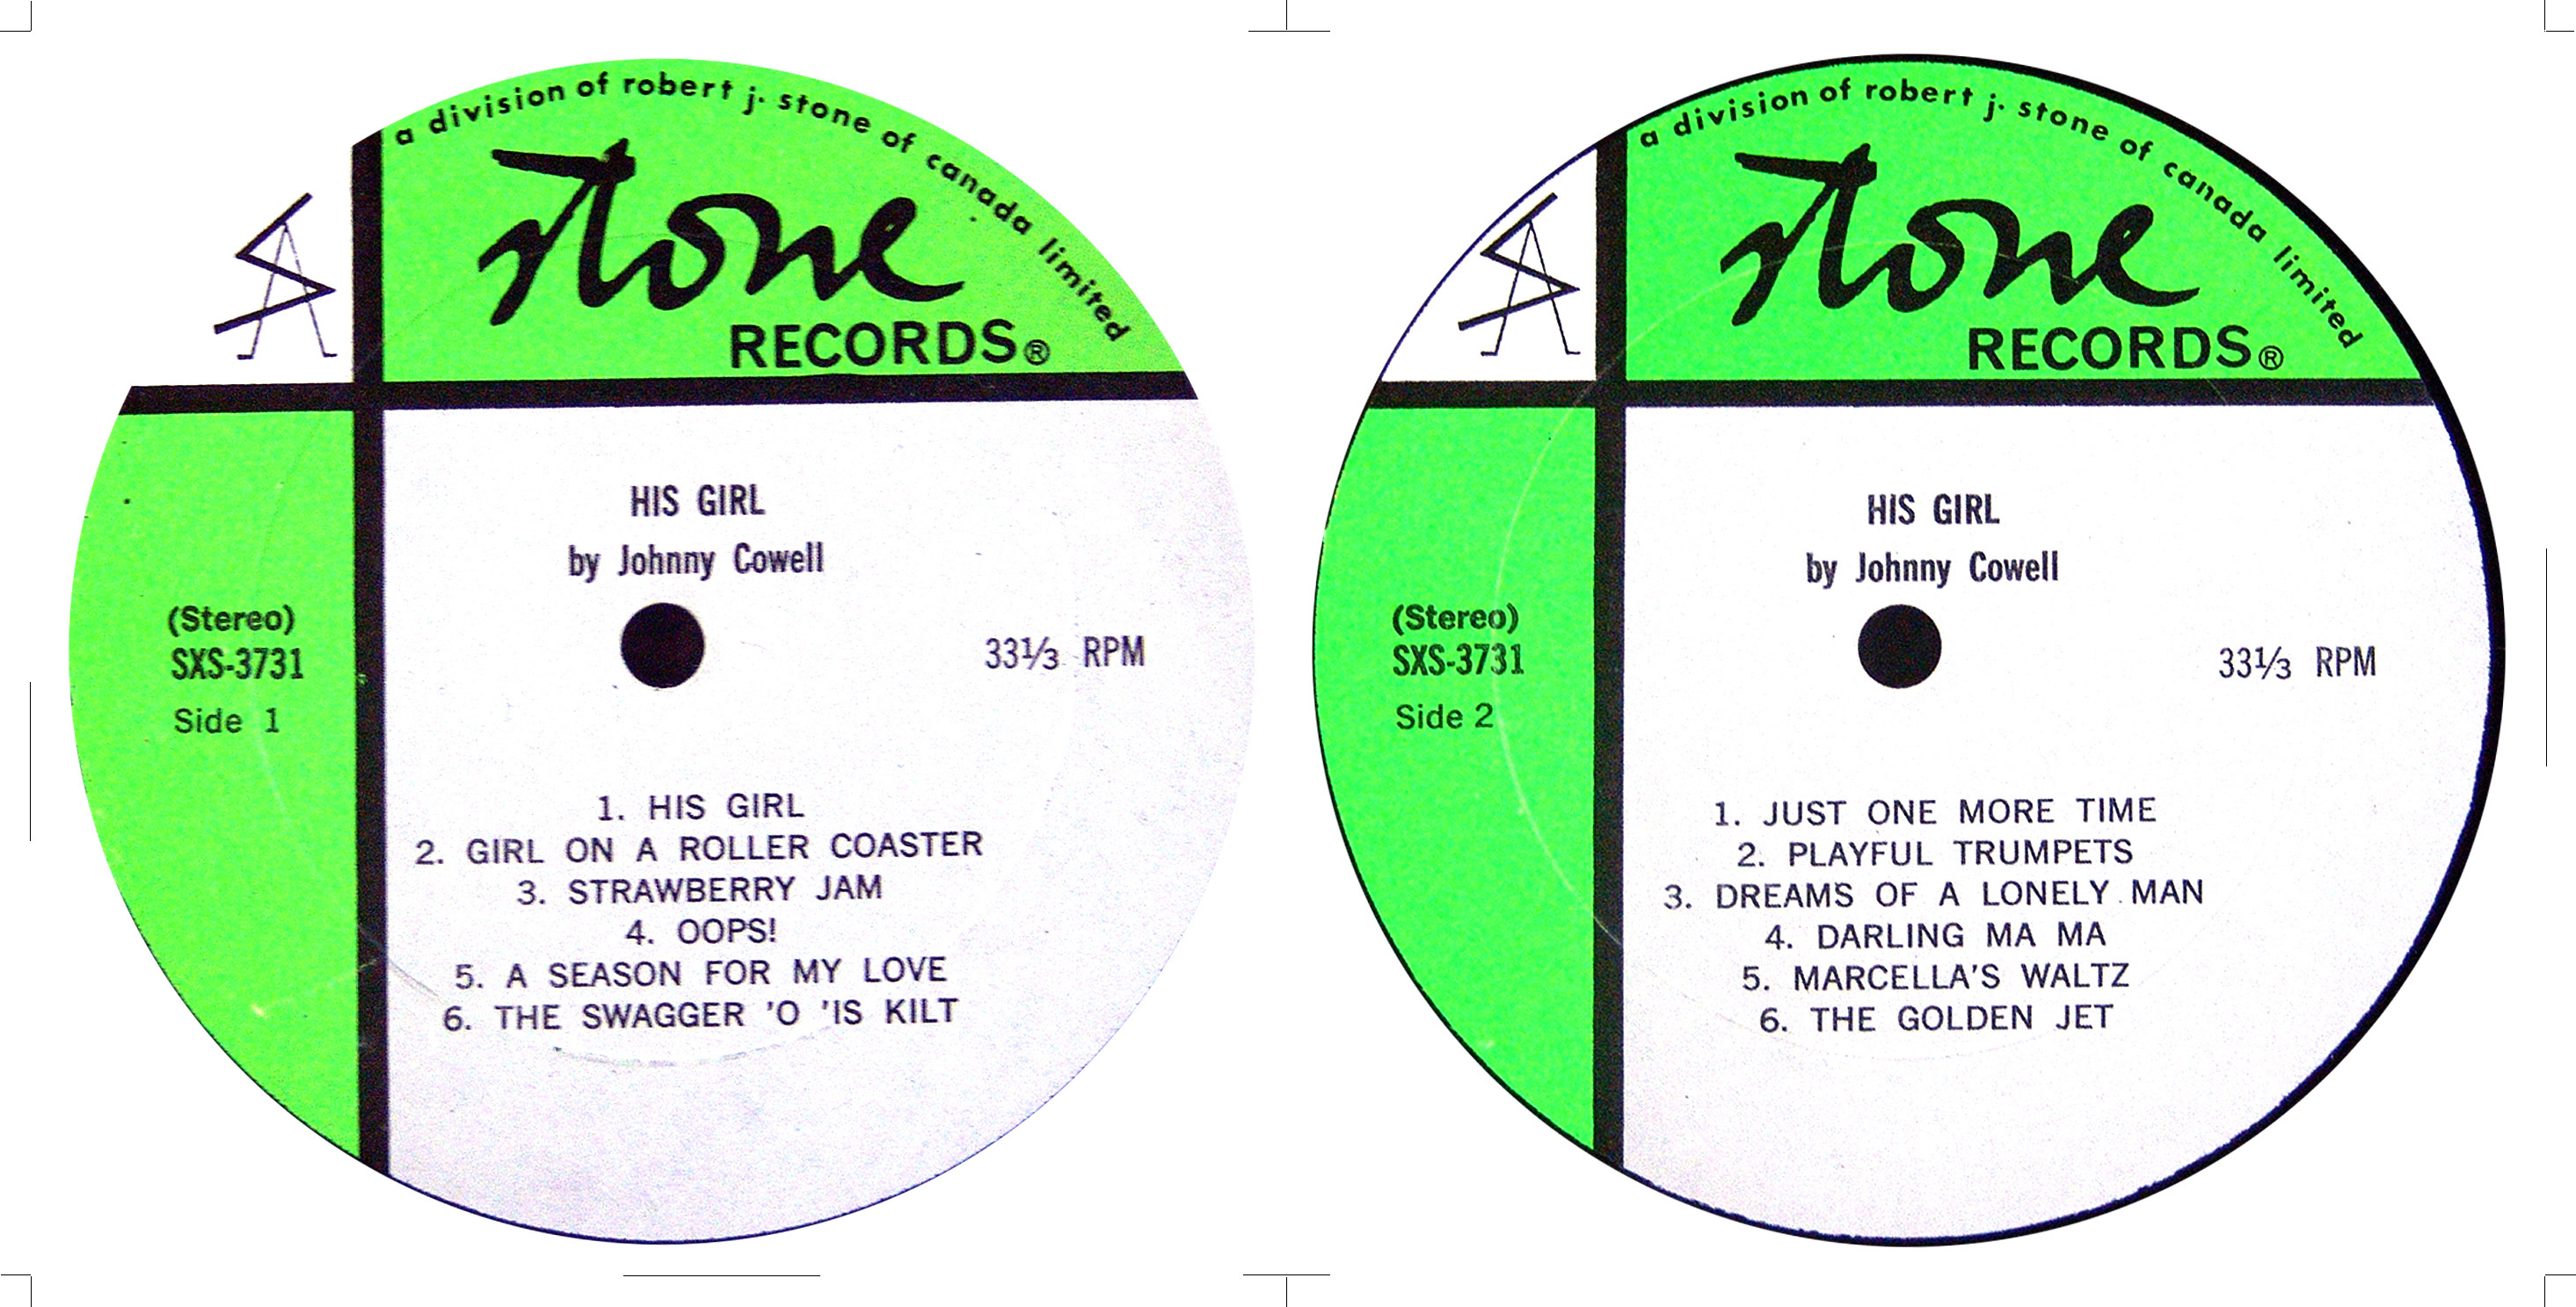 a division of robert j. stone of canada limited
stone
RECORDS®
HIS GIRL
by Johnny Cowell
(Stereo)
SXS-3731
Side 1
33⅓ RPM
1. HIS GIRL
2. GIRL ON A ROLLER COASTER
3. STRAWBERRY JAM
4. OOPS!
5. A SEASON FOR MY LOVE
6. THE SWAGGER 'O 'IS KILT
a division of robert j. stone of canada limited
stone
RECORDS®
HIS GIRL
by Johnny Cowell
(Stereo)
SXS-3731
Side 2
33⅓ RPM
1. JUST ONE MORE TIME
2. PLAYFUL TRUMPETS
3. DREAMS OF A LONELY MAN
4. DARLING MA MA
5. MARCELLA'S WALTZ
6. THE GOLDEN JET